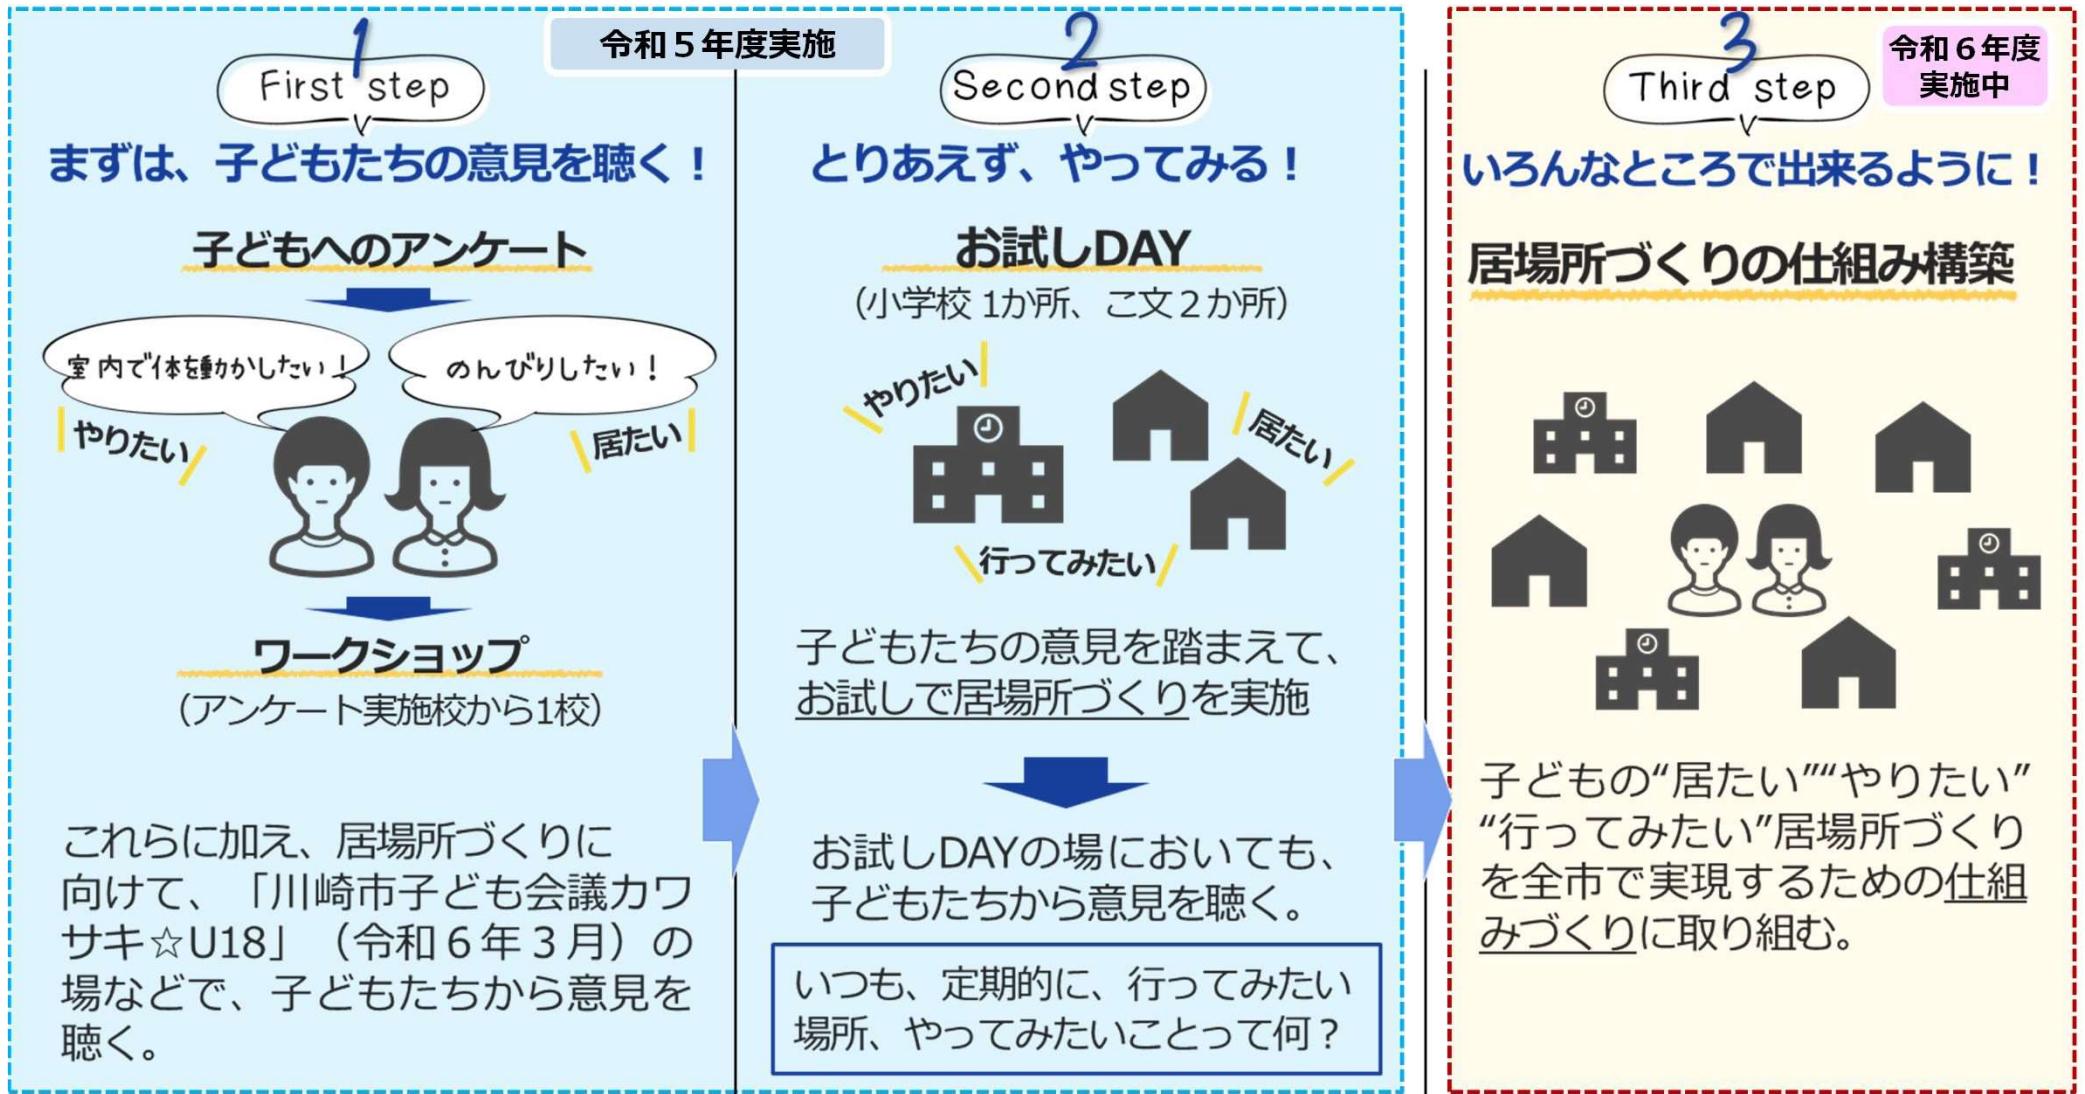 令和５年度実施
1
First step
まずは、子どもたちの意見を聴く！
子どもへのアンケート
室内で体を動かしたい！
のんびりしたい！
やりたい
居たい
ワークショップ
（アンケート実施校から1校）
これらに加え、居場所づくりに
向けて、「川崎市子ども会議カワ
サキ☆U18」（令和６年３月）の
場などで、子どもたちから意見を
聴く。
2
Second step
とりあえず、やってみる！
お試しDAY
（小学校 1か所、こ文２か所）
やりたい
居たい
行ってみたい
子どもたちの意見を踏まえて、
お試しで居場所づくりを実施
お試しDAYの場においても、
子どもたちから意見を聴く。
いつも、定期的に、行ってみたい
場所、やってみたいことって何？
3
Third step
令和６年度
実施中
いろんなところで出来るように！
居場所づくりの仕組み構築
子どもの“居たい”“やりたい”
“行ってみたい”居場所づくり
を全市で実現するための仕組
みづくりに取り組む。